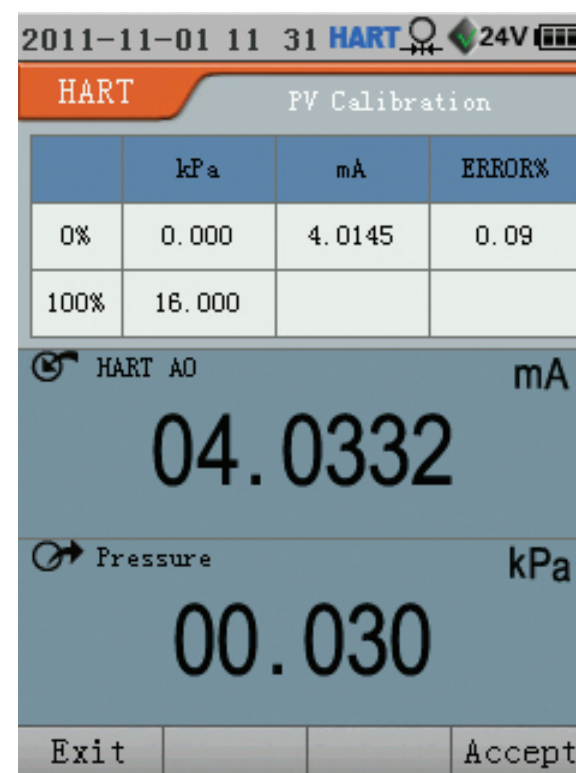 2011-11-01 11 31 HART 24V
HART PV Calibration
kPa mA ERROR%
0% 0.000 4.0145 0.09
100% 16.000
HART AO mA
04.0332
Pressure kPa
00.030
Exit Accept